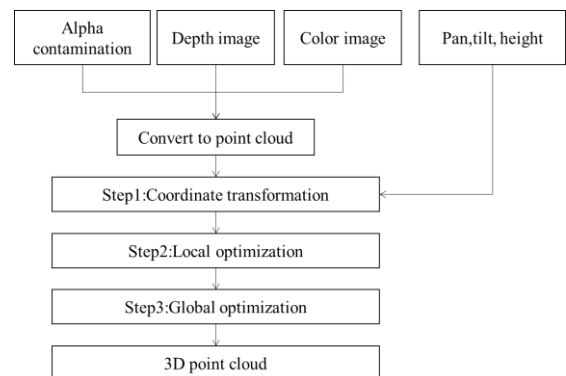 Alpha
contamination
Depth image
Color image
Pan,tilt, height
Convert to point cloud
Step1:Coordinate transformation
Step2:Local optimization
Step3:Global optimization
3D point cloud